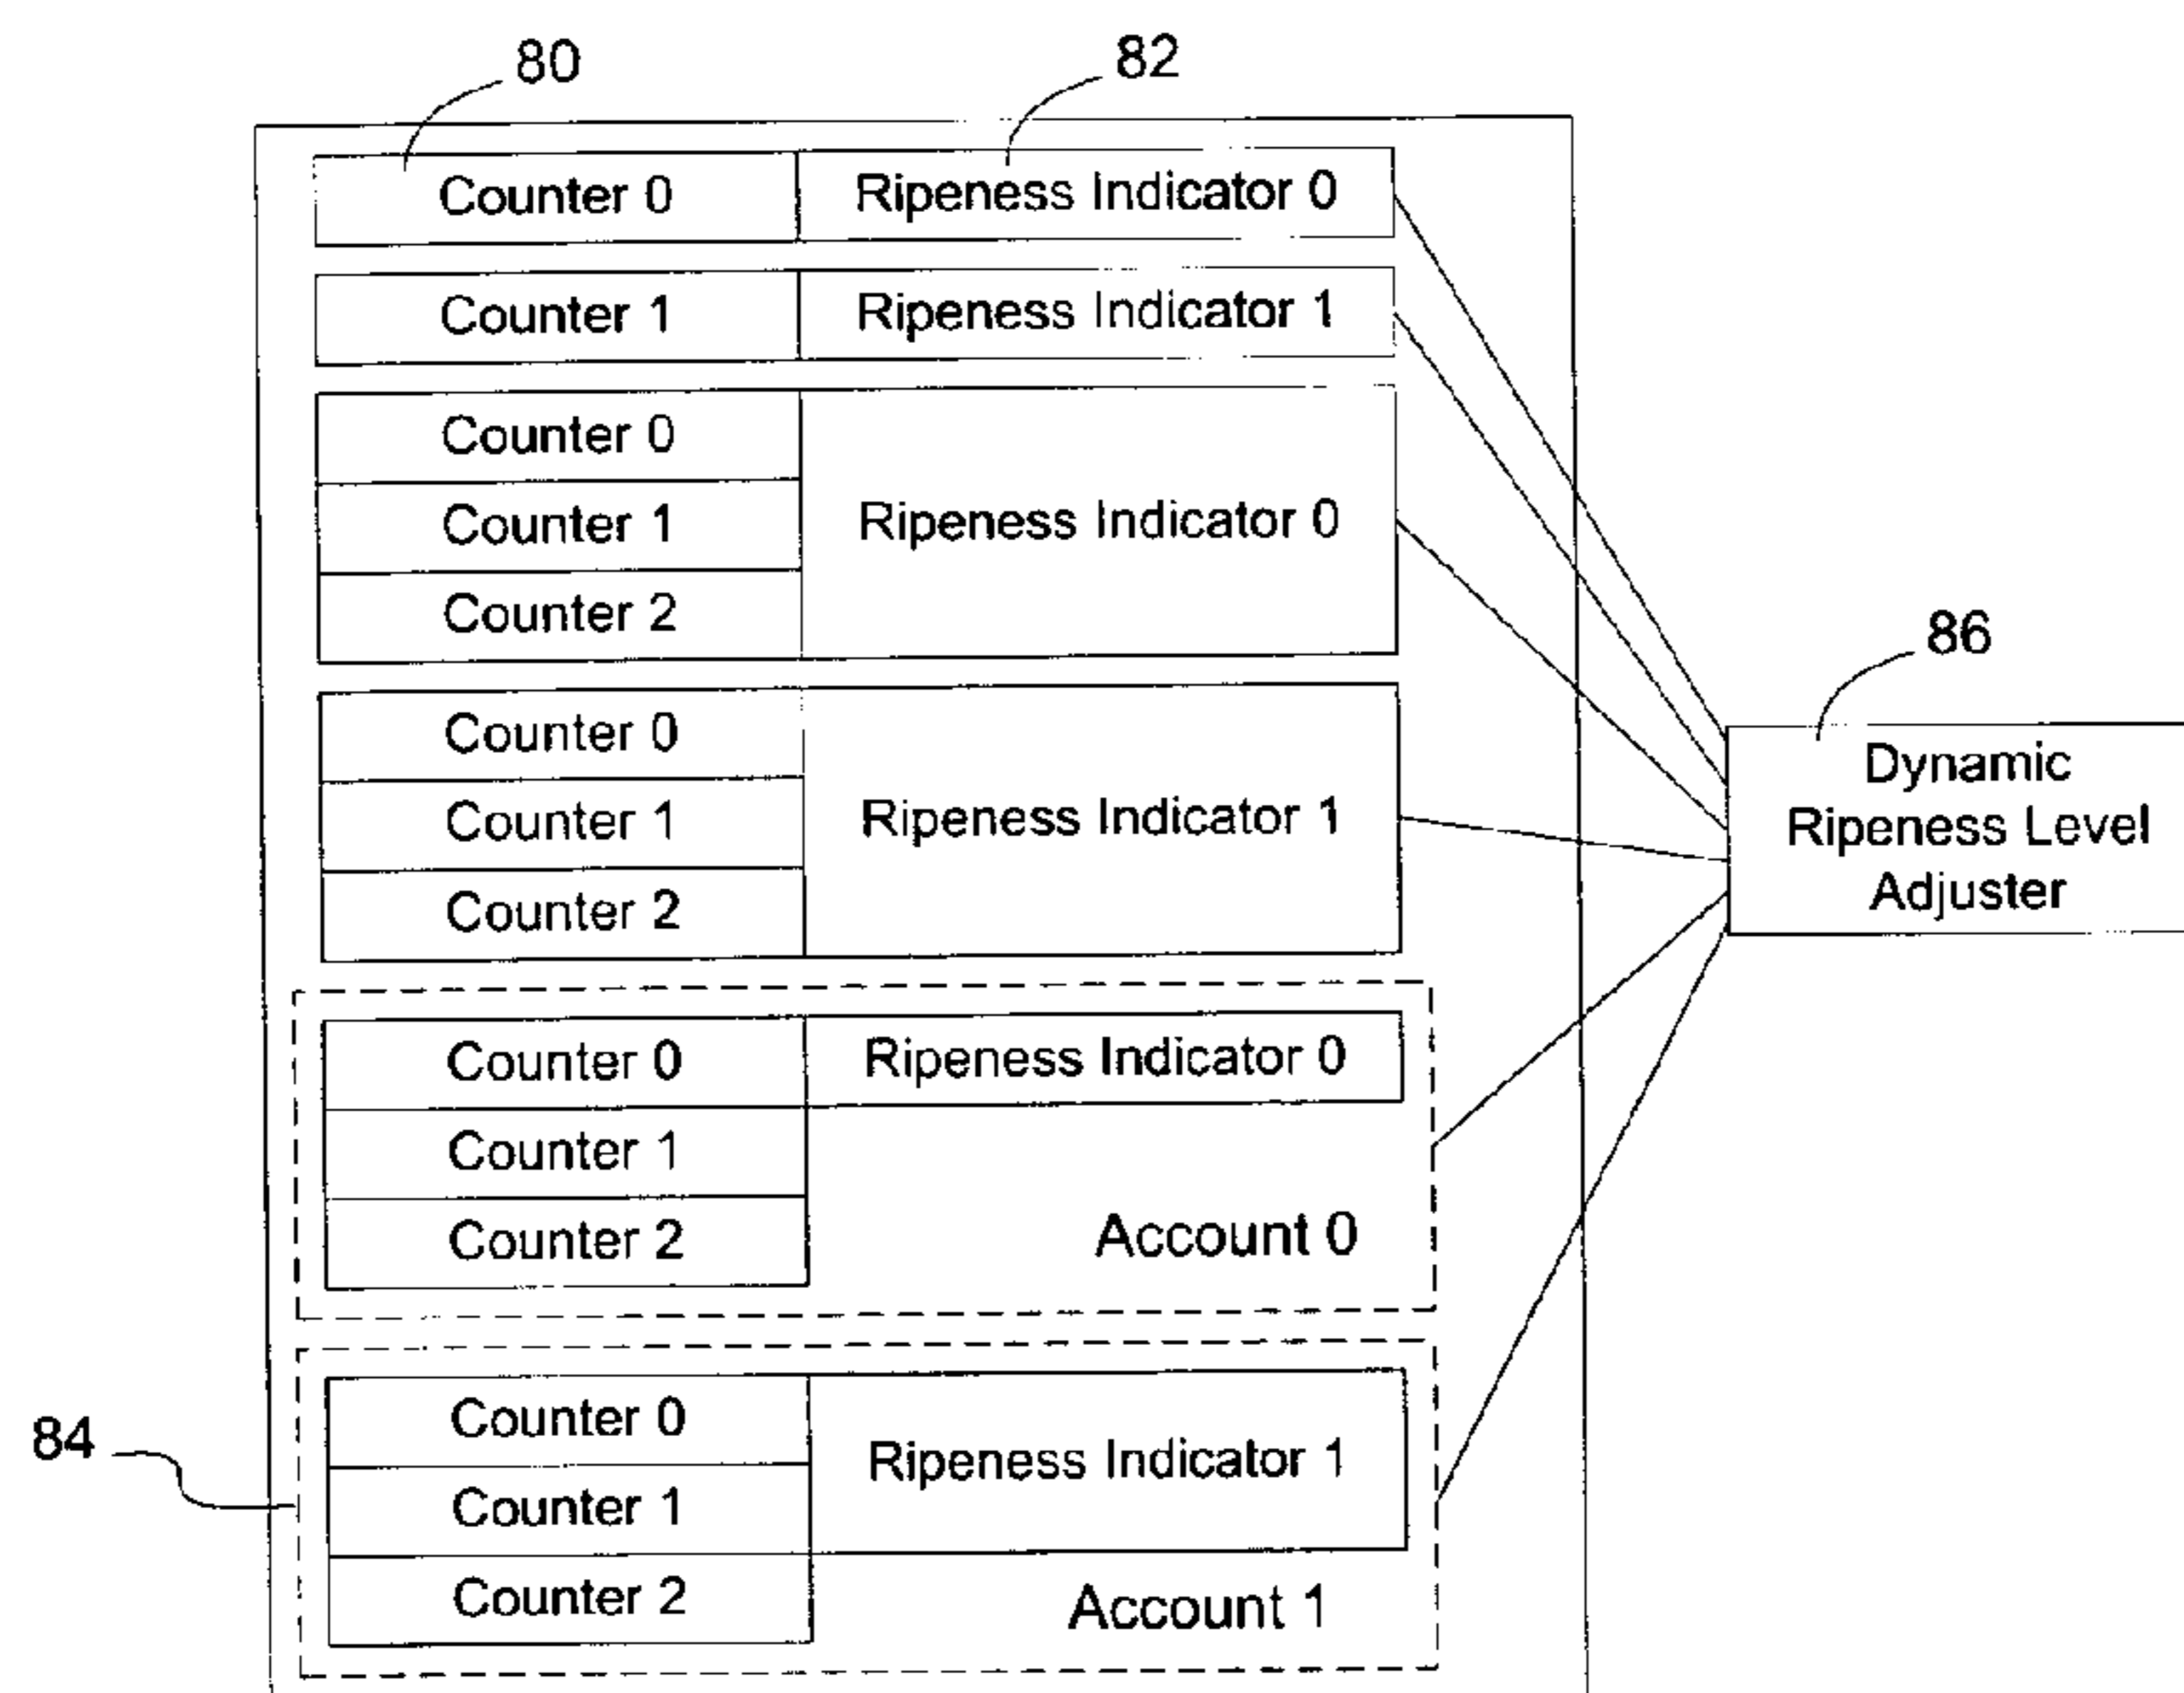 80
82
Counter 0 Ripeness Indicator 0
Counter 1 Ripeness Indicator 1
Counter 0
Counter 1 Ripeness Indicator 0
Counter 2
86
Counter 0
Counter 1 Ripeness Indicator 1
Counter 2
Dynamic
Ripeness Level
Adjuster
Counter 0 Ripeness Indicator 0
Counter 1
Counter 2 Account 0
84
Counter 0
Ripeness Indicator 1
Counter 1
Counter 2 Account 1